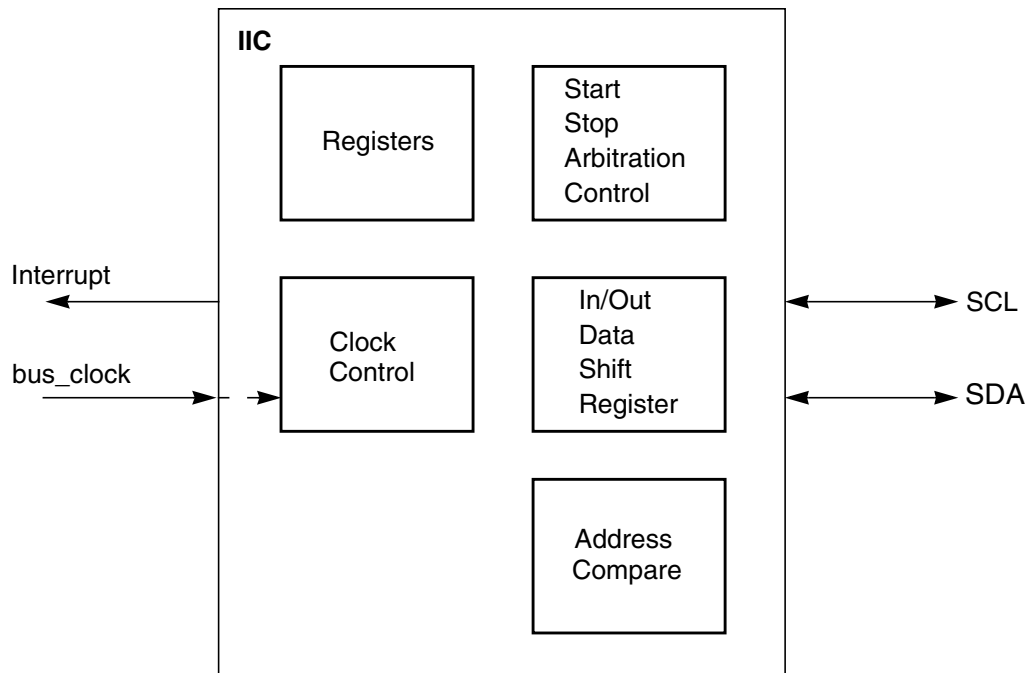 IIC
Registers
Start
Stop
Arbitration
Control
Interrupt
bus_clock
Clock
Control
In/Out
Data
Shift
Register
SCL
SDA
Address
Compare